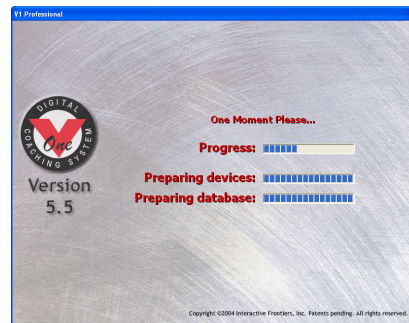 V1 Professional
DIGITAL
One
COACHING SYSTEM
Version
5.5
One Moment Please...
Progress:
Preparing devices:
Preparing database:
Copyright ©2004 Interactive Frontiers, Inc. Patents pending. All rights reserved.